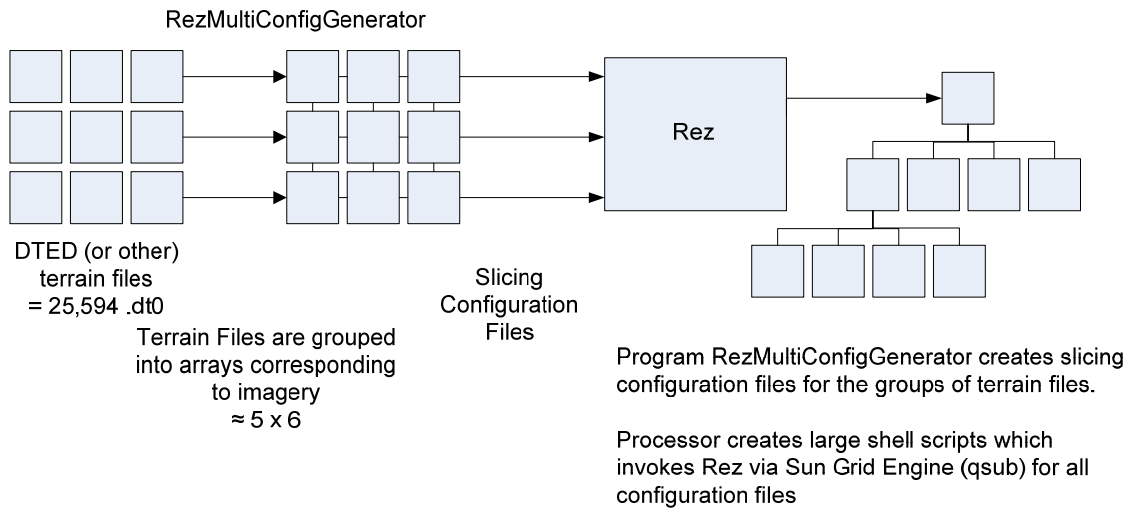 RezMultiConfigGenerator
Rez
DTED (or other)
terrain files
= 25,594 .dt0
Terrain Files are grouped
into arrays corresponding
to imagery
≈ 5 x 6
Slicing
Configuration
Files
Program RezMultiConfigGenerator creates slicing
configuration files for the groups of terrain files.
Processor creates large shell scripts which
invokes Rez via Sun Grid Engine (qsub) for all
configuration files